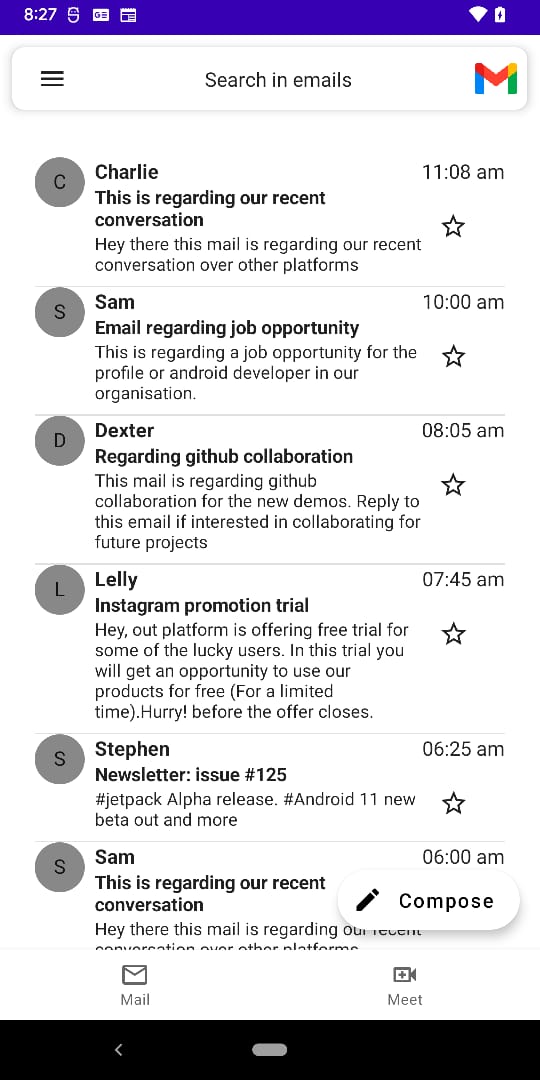 8:27
Search in emails
C
Charlie
11:08 am
This is regarding our recent
conversation
Hey there this mail is regarding our recent
conversation over other platforms
S
Sam
10:00 am
Email regarding job opportunity
This is regarding a job opportunity for the
profile or android developer in our
organisation.
D
Dexter
08:05 am
Regarding github collaboration
This mail is regarding github
collaboration for the new demos. Reply to
this email if interested in collaborating for
future projects
L
Lelly
07:45 am
Instagram promotion trial
Hey, out platform is offering free trial for
some of the lucky users. In this trial you
will get an opportunity to use our
products for free (For a limited
time).Hurry! before the offer closes.
S
Stephen
06:25 am
Newsletter: issue #125
#jetpack Alpha release. #Android 11 new
beta out and more
S
Sam
06:00 am
This is regarding our recent
conversation
Hey there this mail is regarding our recent
conversation over other platforms
Compose
Mail
Meet